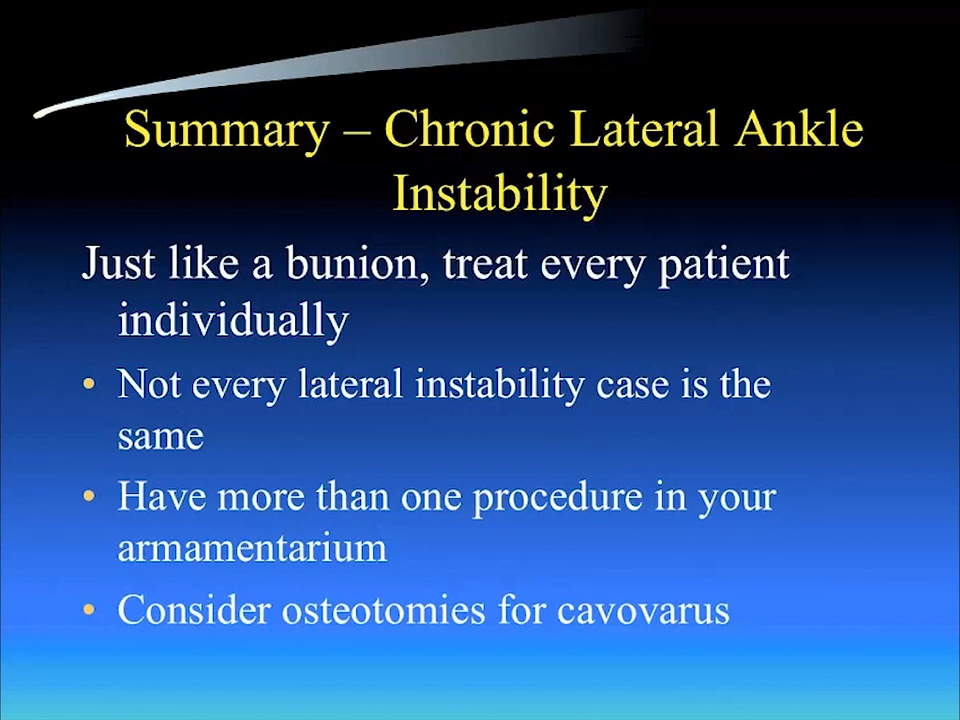 Summary – Chronic Lateral Ankle
Instability
Just like a bunion, treat every patient
individually
• Not every lateral instability case is the
same
• Have more than one procedure in your
armamentarium
• Consider osteotomies for cavovarus